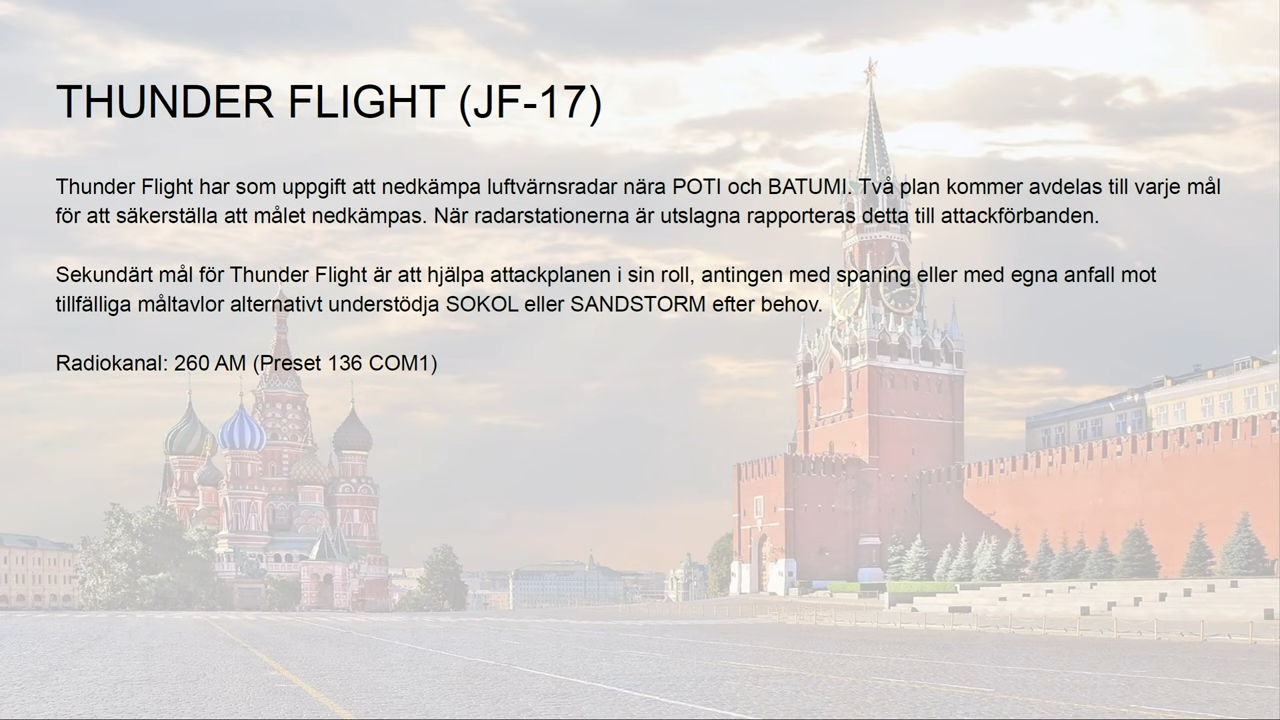 THUNDER FLIGHT (JF-17)
Thunder Flight har som uppgift att nedkämpa luftvärnsradar nära POTI och BATUMI. Två plan kommer avdelas till varje mål
för att säkerställa att målet nedkämpas. När radarstationerna är utslagna rapporteras detta till attackförbanden.
Sekundärt mål för Thunder Flight är att hjälpa attackplanen i sin roll, antingen med spaning eller med egna anfall mot
tillfälliga måltavlor alternativt understödja SOKOL eller SANDSTORM efter behov.
Radiokanal: 260 AM (Preset 136 COM1)